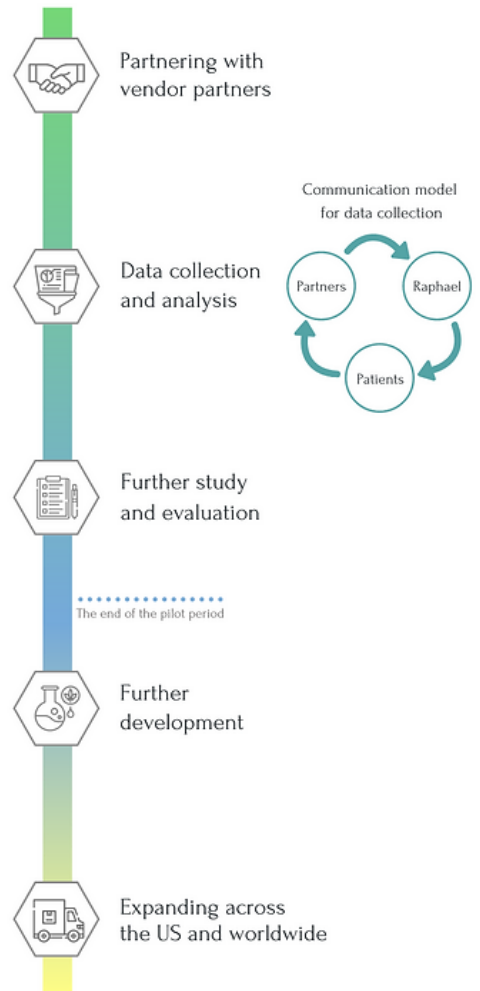 Partnering with
vendor partners
Communication model
for data collection
Data collection
and analysis
Partners
Raphael
Patients
Further study
and evaluation
The end of the pilot period
Further
development
Expanding across
the US and worldwide